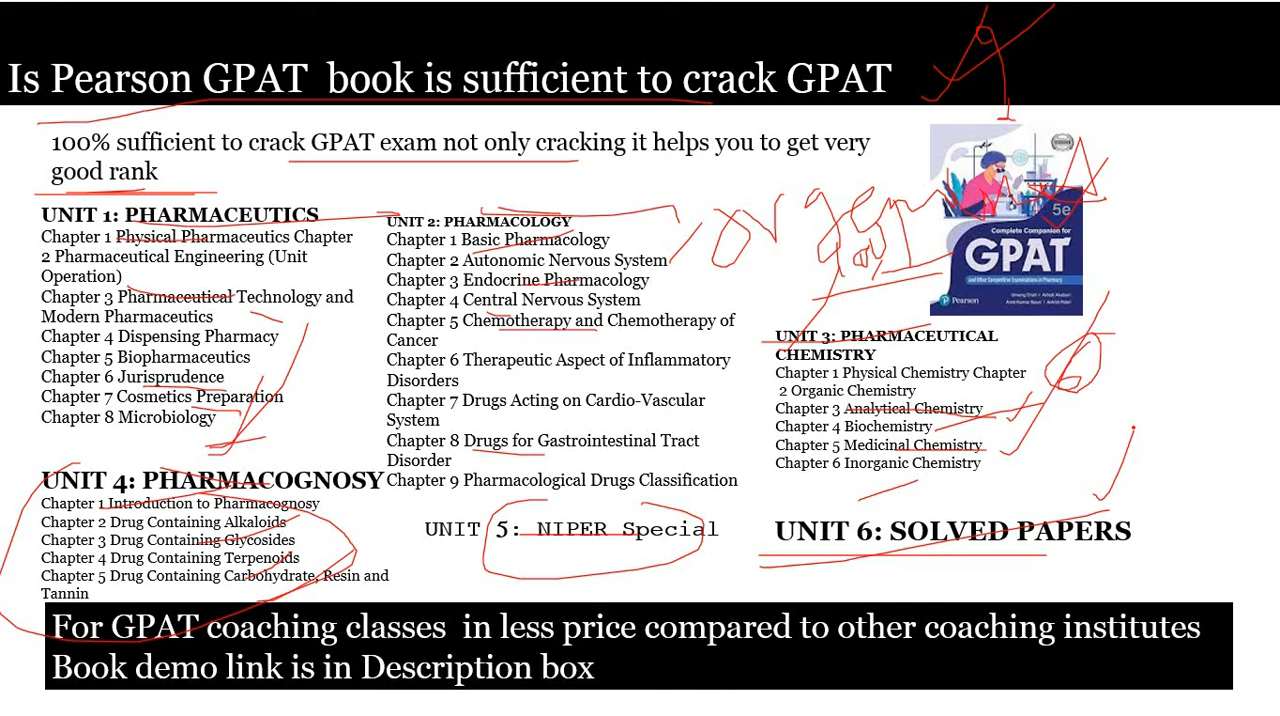 Is Pearson GPAT book is sufficient to crack GPAT
100% sufficient to crack GPAT exam not only cracking it helps you to get very
good rank
UNIT 1: PHARMACEUTICS
Chapter 1 Physical Pharmaceutics Chapter
2 Pharmaceutical Engineering (Unit
Operation)
Chapter 3 Pharmaceutical Technology and
Modern Pharmaceutics
Chapter 4 Dispensing Pharmacy
Chapter 5 Biopharmaceutics
Chapter 6 Jurisprudence
Chapter 7 Cosmetics Preparation
Chapter 8 Microbiology
UNIT 2: PHARMACOLOGY
Chapter 1 Basic Pharmacology
Chapter 2 Autonomic Nervous System
Chapter 3 Endocrine Pharmacology
Chapter 4 Central Nervous System
Chapter 5 Chemotherapy and Chemotherapy of
Cancer
Chapter 6 Therapeutic Aspect of Inflammatory
Disorders
Chapter 7 Drugs Acting on Cardio-Vascular
System
Chapter 8 Drugs for Gastrointestinal Tract
Disorder
Chapter 9 Pharmacological Drugs Classification
5e
Complete Companion for
GPAT
and Other Competitive Examinations in Pharmacy
Pearson
UNIT 3: PHARMACEUTICAL
CHEMISTRY
Chapter 1 Physical Chemistry Chapter
2 Organic Chemistry
Chapter 3 Analytical Chemistry
Chapter 4 Biochemistry
Chapter 5 Medicinal Chemistry
Chapter 6 Inorganic Chemistry
UNIT 4: PHARMACOGNOSY
Chapter 1 Introduction to Pharmacognosy
Chapter 2 Drug Containing Alkaloids
Chapter 3 Drug Containing Glycosides
Chapter 4 Drug Containing Terpenoids
Chapter 5 Drug Containing Carbohydrate, Resin and
Tannin
UNIT 5: NIPER Special
UNIT 6: SOLVED PAPERS
For GPAT coaching classes in less price compared to other coaching institutes
Book demo link is in Description box